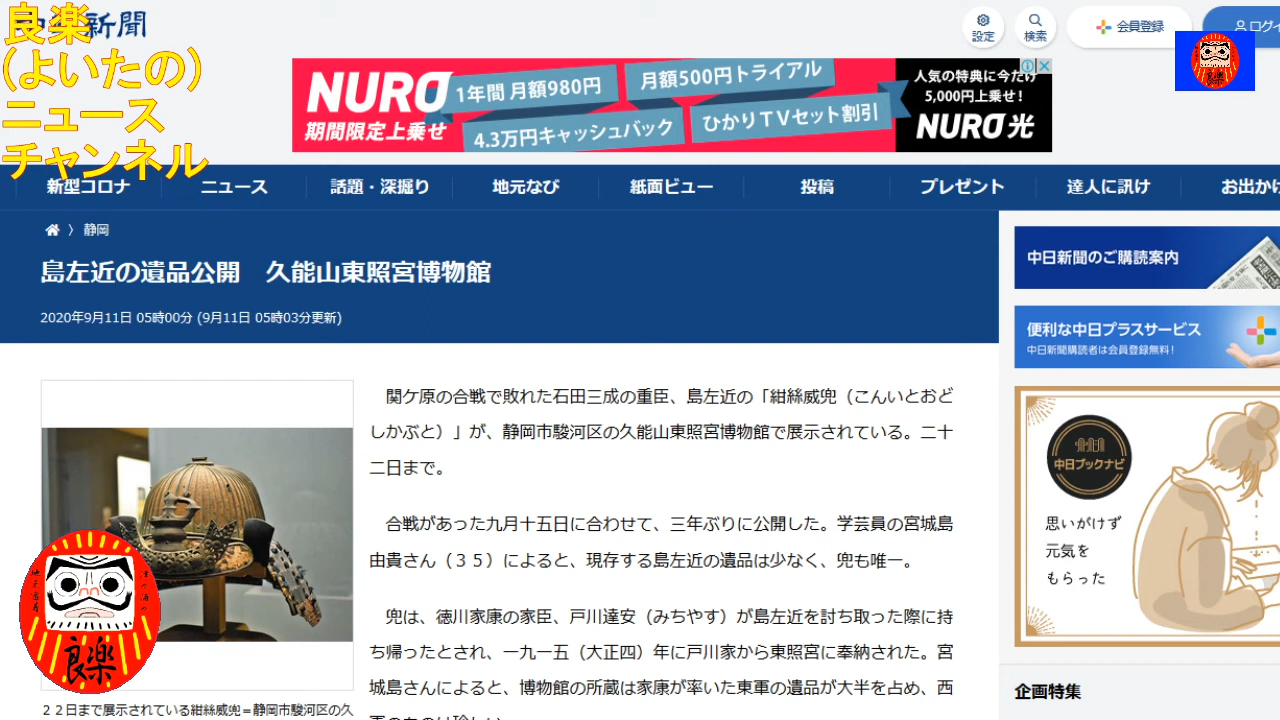 中日新聞
良楽
(よいたの)
ニュース
チャンネル
設定
検索
会員登録
ログイ
NURO
期間限定上乗せ
1年間 月額980円
月額500円トライアル
4.3万円キャッシュバック
ひかりTVセット割引
人気の特典に今だけ
5,000円上乗せ!
NURO 光
良楽
新型コロナ
ニュース
話題・深掘り
地元なび
紙面ビュー
投稿
プレゼント
達人に訊け
お出かけ
静岡
島左近の遺品公開　久能山東照宮博物館
2020年9月11日 05時00分 (9月11日 05時03分更新)
関ケ原の合戦で敗れた石田三成の重臣、島左近の「紺絲威兜（こんいとおど
しかぶと）」が、静岡市駿河区の久能山東照宮博物館で展示されている。二十
二日まで。
合戦があった九月十五日に合わせて、三年ぶりに公開した。学芸員の宮城島
由貴さん（３５）によると、現存する島左近の遺品は少なく、兜も唯一。
兜は、徳川家康の家臣、戸川達安（みちやす）が島左近を討ち取った際に持
ち帰ったとされ、一九一五（大正四）年に戸川家から東照宮に奉納された。宮
城島さんによると、博物館の所蔵は家康が率いた東軍の遺品が大半を占め、西
良楽
２２日まで展示されている紺絲威兜＝静岡市駿河区の久
中日新聞のご購読案内
便利な中日プラスサービス
中日新聞購読者は会員登録無料!
中日ブックナビ
思いがけず
元気を
もらった
企画特集